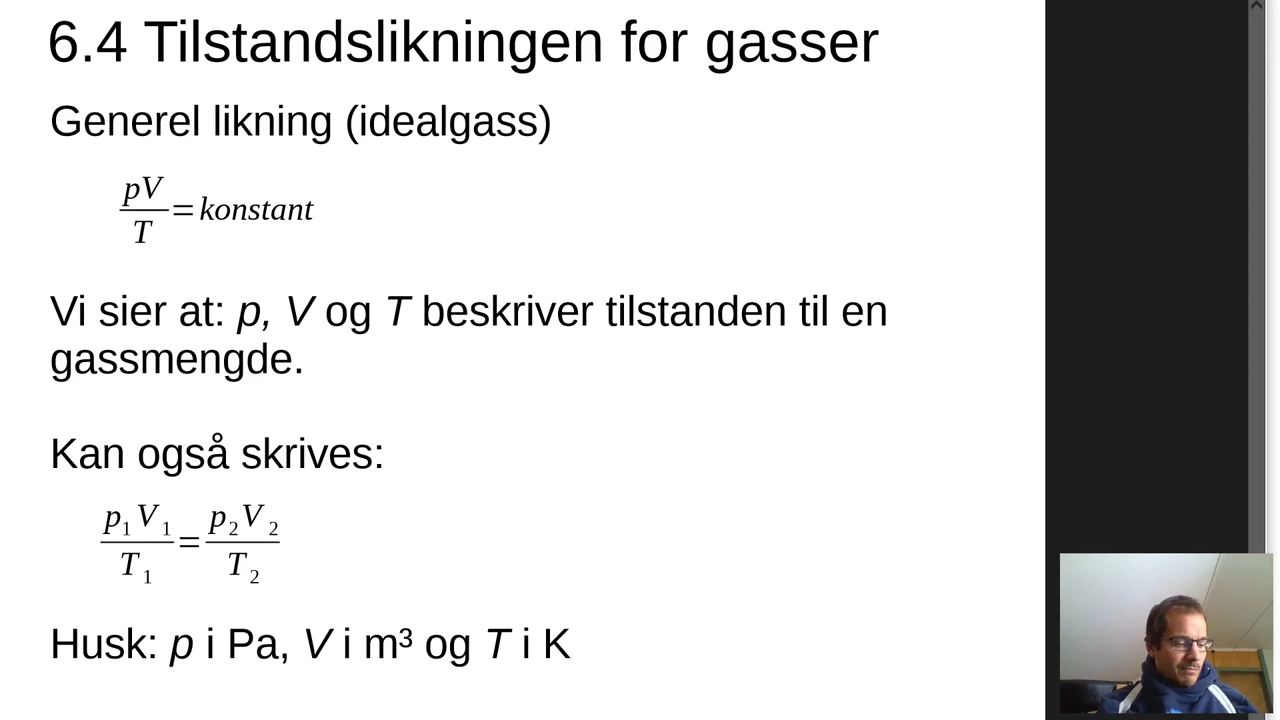 6.4 Tilstandslikningen for gasser
Generel likning (idealgass)
pV/T = konstant
Vi sier at: p, V og T beskriver tilstanden til en
gassmengde.
Kan også skrives:
p₁V₁/T₁ = p₂V₂/T₂
Husk: p i Pa, V i m³ og T i K